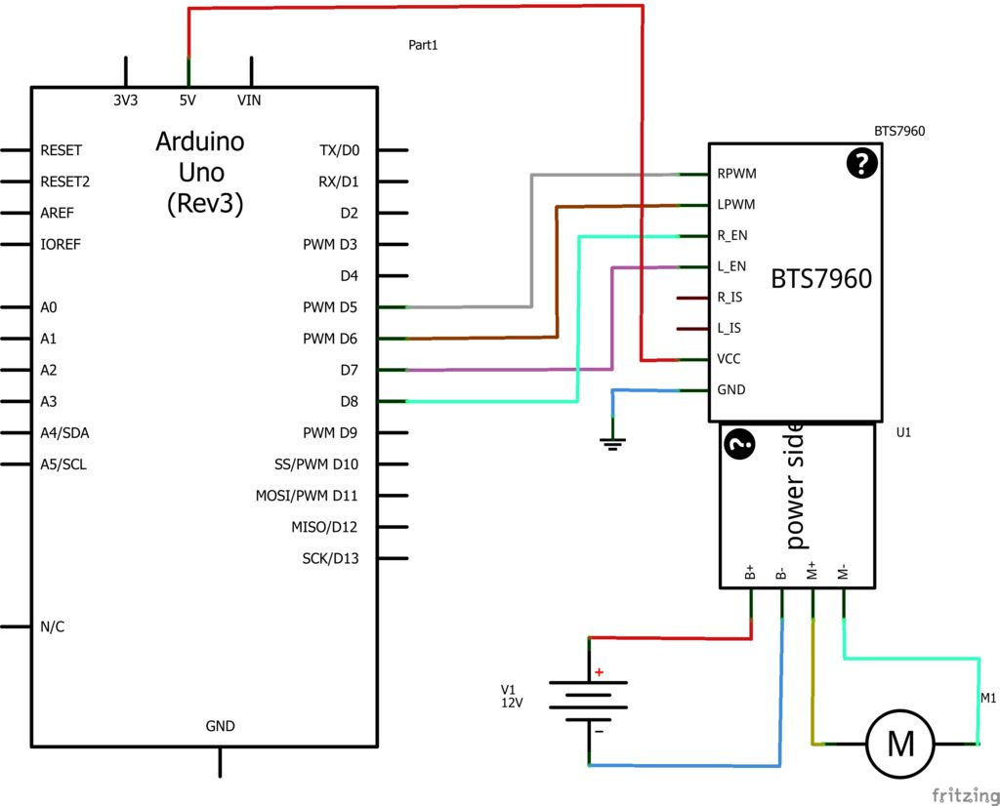 Part1
3V3
5V
VIN
Arduino
Uno
(Rev3)
RESET
RESET2
AREF
IOREF
A0
A1
A2
A3
A4/SDA
A5/SCL
N/C
TX/D0
RX/D1
D2
PWM D3
D4
PWM D5
PWM D6
D7
D8
PWM D9
SS/PWM D10
MOSI/PWM D11
MISO/D12
SCK/D13
GND
BTS7960
?
RPWM
LPWM
R_EN
L_EN
R_IS
L_IS
VCC
GND
BTS7960
U1
?
power side
B+
B-
M+
M-
V1
12V
+
−
M1
M
fritzing